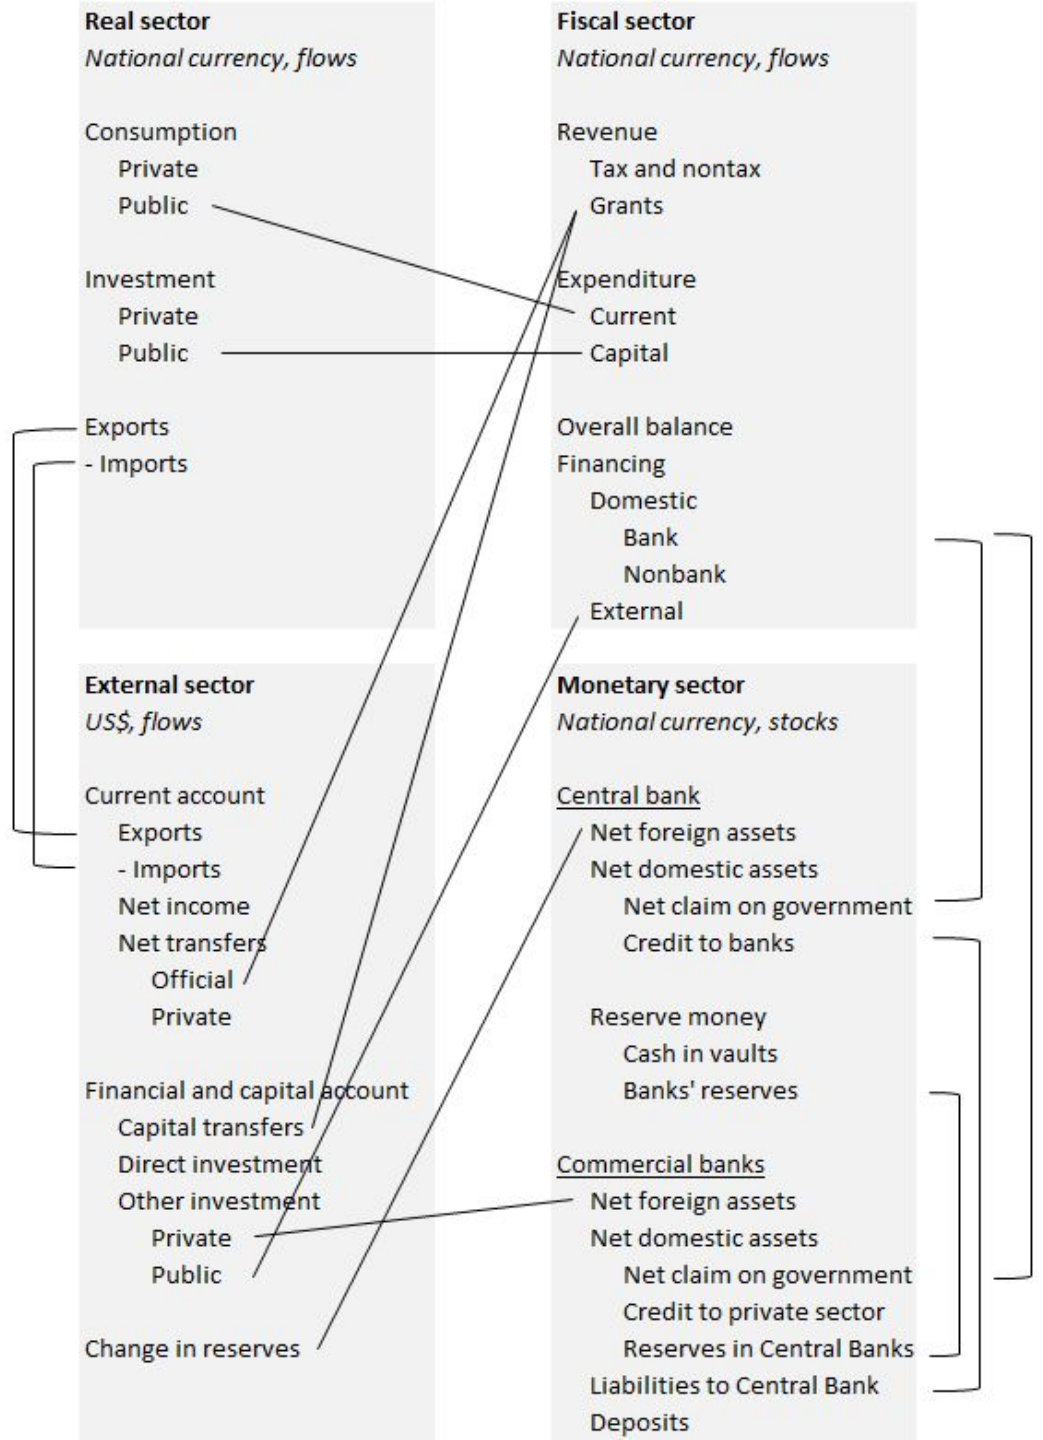 Real sector
National currency, flows
Consumption
Private
Public
Investment
Private
Public
Exports
- Imports
Fiscal sector
National currency, flows
Revenue
Tax and nontax
Grants
Expenditure
Current
Capital
Overall balance
Financing
Domestic
Bank
Nonbank
External
External sector
US$, flows
Current account
Exports
- Imports
Net income
Net transfers
Official
Private
Financial and capital account
Capital transfers
Direct investment
Other investment
Private
Public
Change in reserves
Monetary sector
National currency, stocks
Central bank
Net foreign assets
Net domestic assets
Net claim on government
Credit to banks
Reserve money
Cash in vaults
Banks' reserves
Commercial banks
Net foreign assets
Net domestic assets
Net claim on government
Credit to private sector
Reserves in Central Banks
Liabilities to Central Bank
Deposits